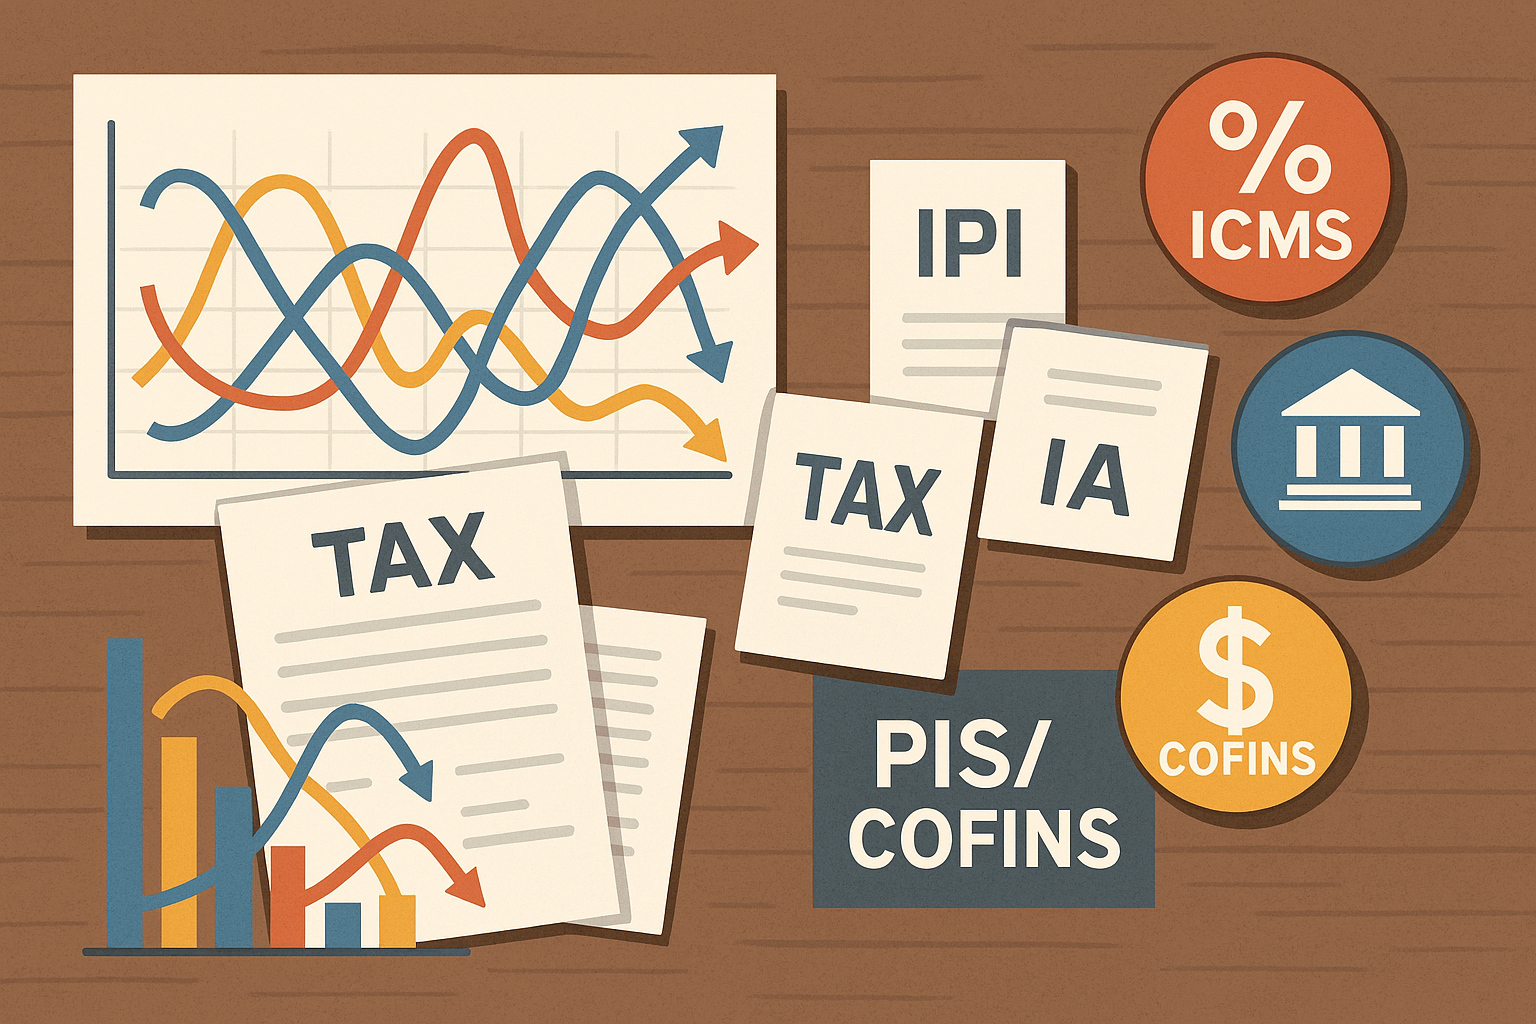 IPI
%
ICMS
TAX
IA
TAX
$
COFINS
PIS/
COFINS